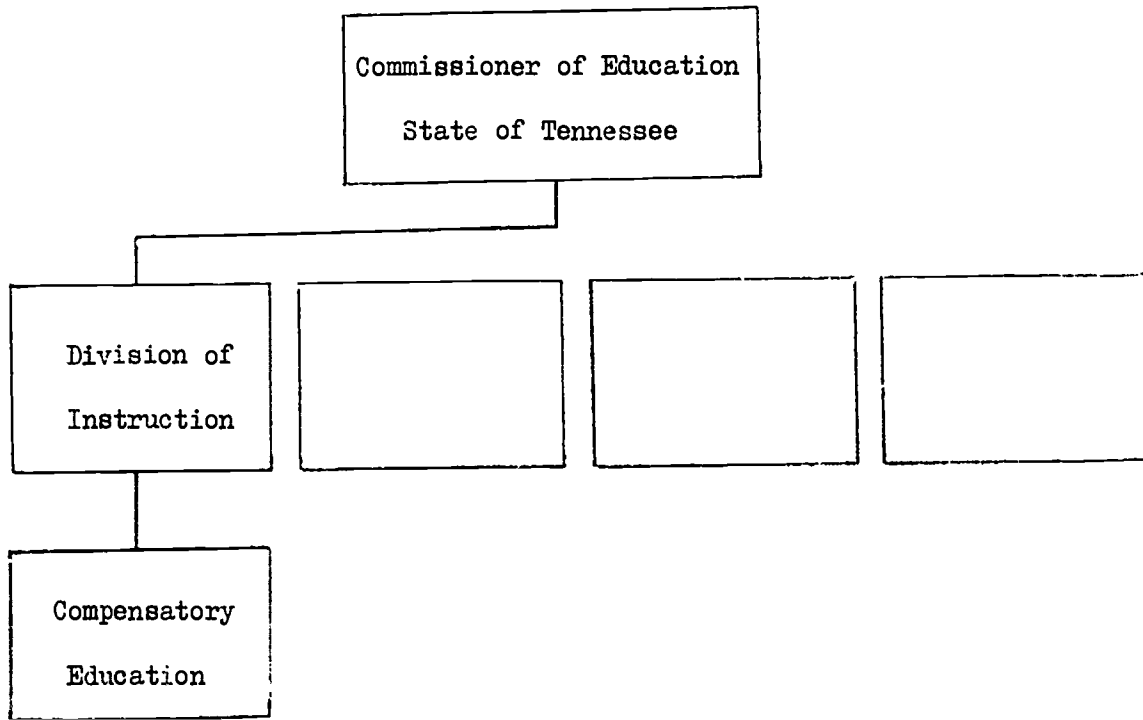 Commissioner of Education
State of Tennessee
Division of
Instruction
Compensatory
Education